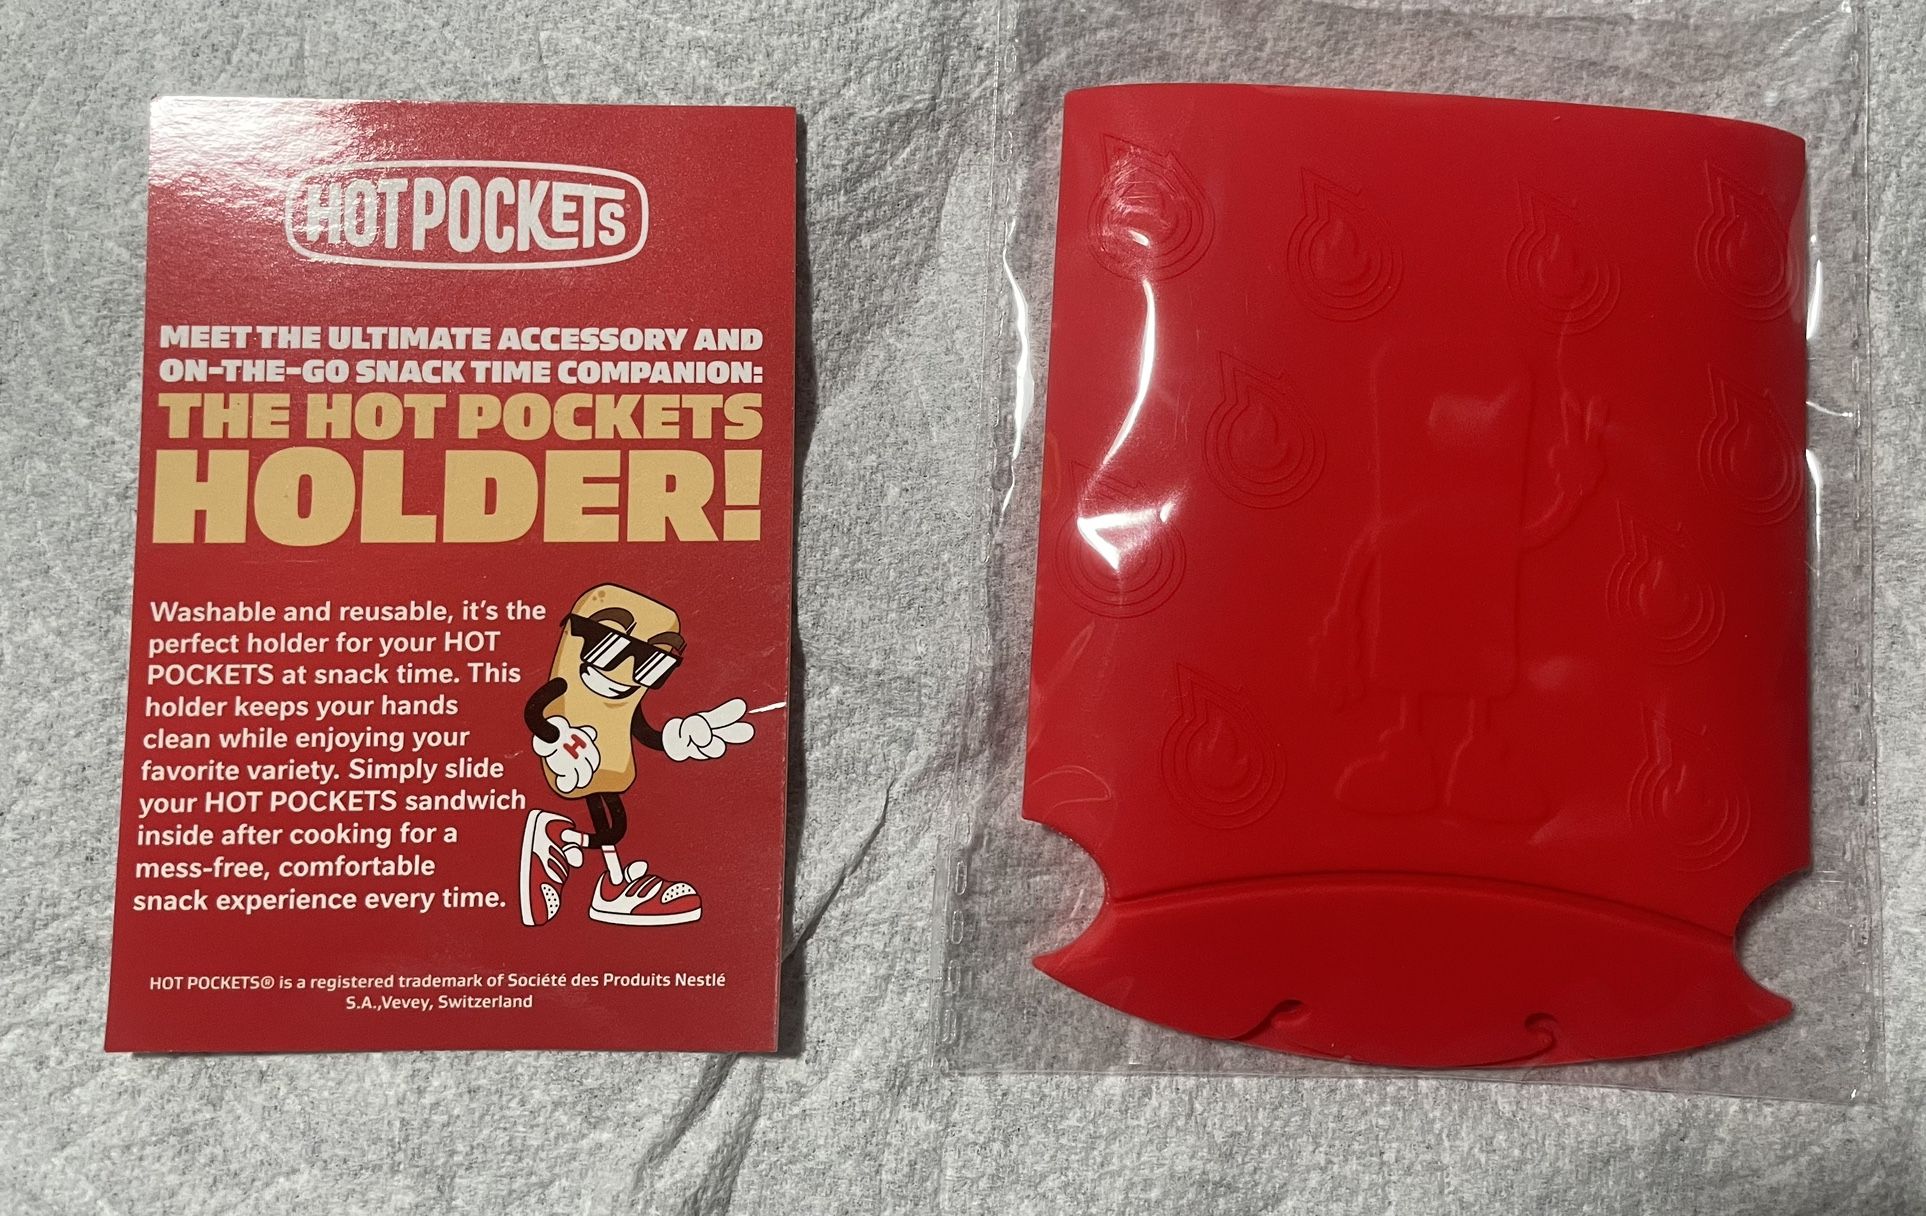 HOT POCKETS
MEET THE ULTIMATE ACCESSORY AND
ON-THE-GO SNACK TIME COMPANION:
THE HOT POCKETS
HOLDER!
Washable and reusable, it's the
perfect holder for your HOT
POCKETS at snack time. This
holder keeps your hands
clean while enjoying your
favorite variety. Simply slide
your HOT POCKETS sandwich
inside after cooking for a
mess-free, comfortable
snack experience every time.
H
HOT POCKETS® is a registered trademark of Société des Produits Nestlé
S.A.,Vevey, Switzerland